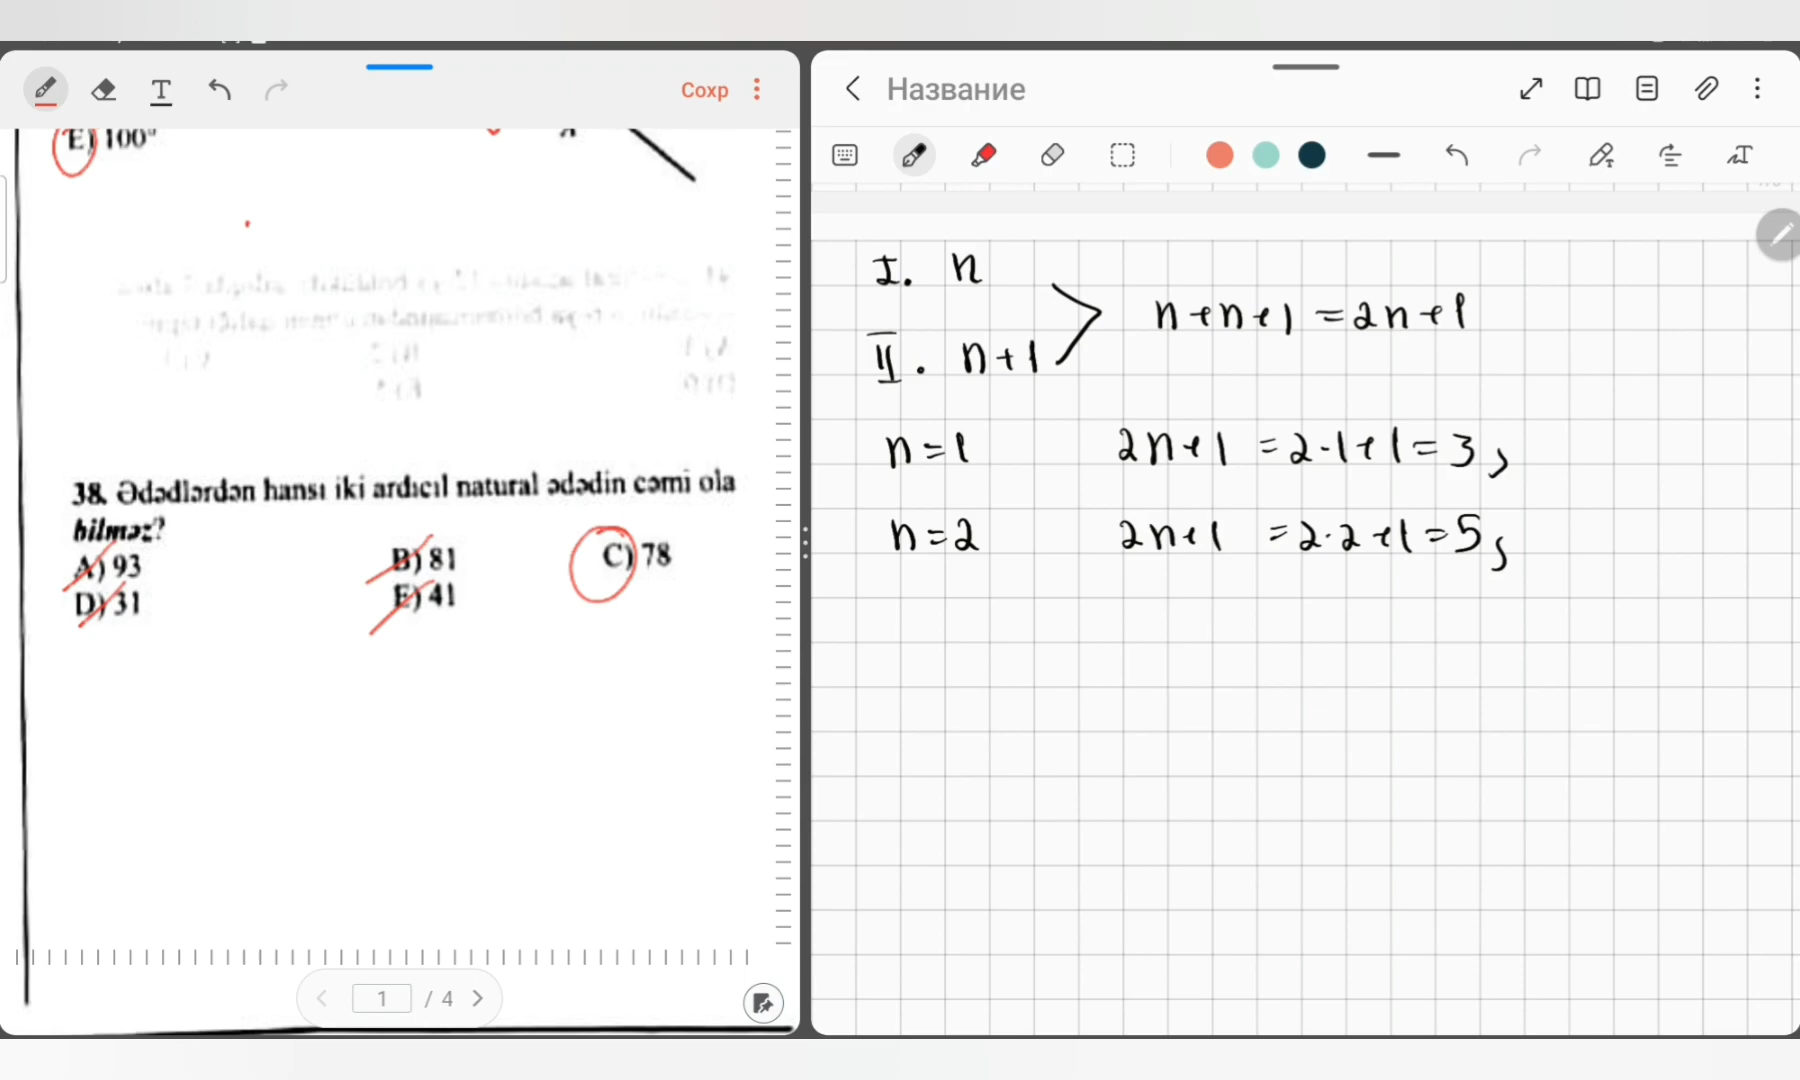 Сохр
E) 100°
38. Ədədlərdən hansı iki ardıcıl natural ədədin cəmi ola
bilməz?
A) 93 B) 81 C) 78
D) 31 E) 41
1 / 4
Название
I. n
II. n+1
n+n+1 =2n+1
n=1 2n+1 =2·1+1=3,
n=2 2n+1 =2·2+1=5,